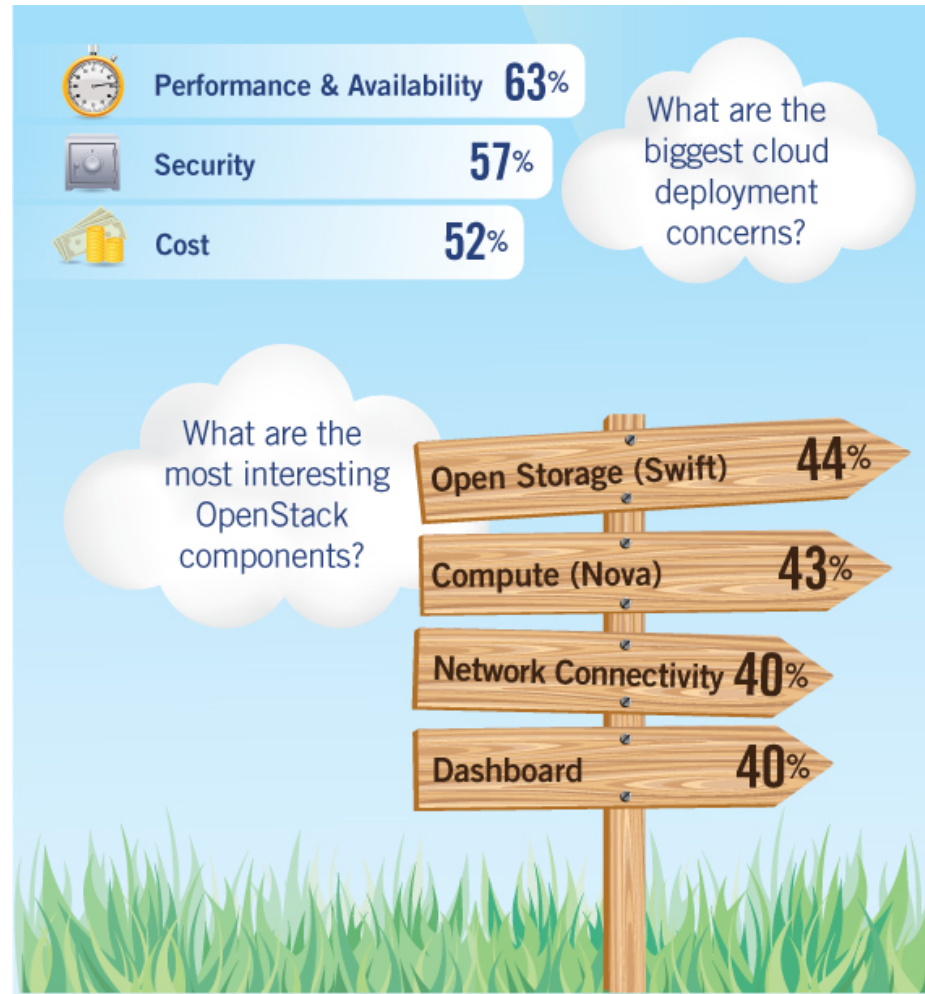 Performance & Availability 63%
Security 57%
Cost 52%
What are the
biggest cloud
deployment
concerns?
What are the
most interesting
OpenStack
components?
Open Storage (Swift) 44%
Compute (Nova) 43%
Network Connectivity 40%
Dashboard 40%